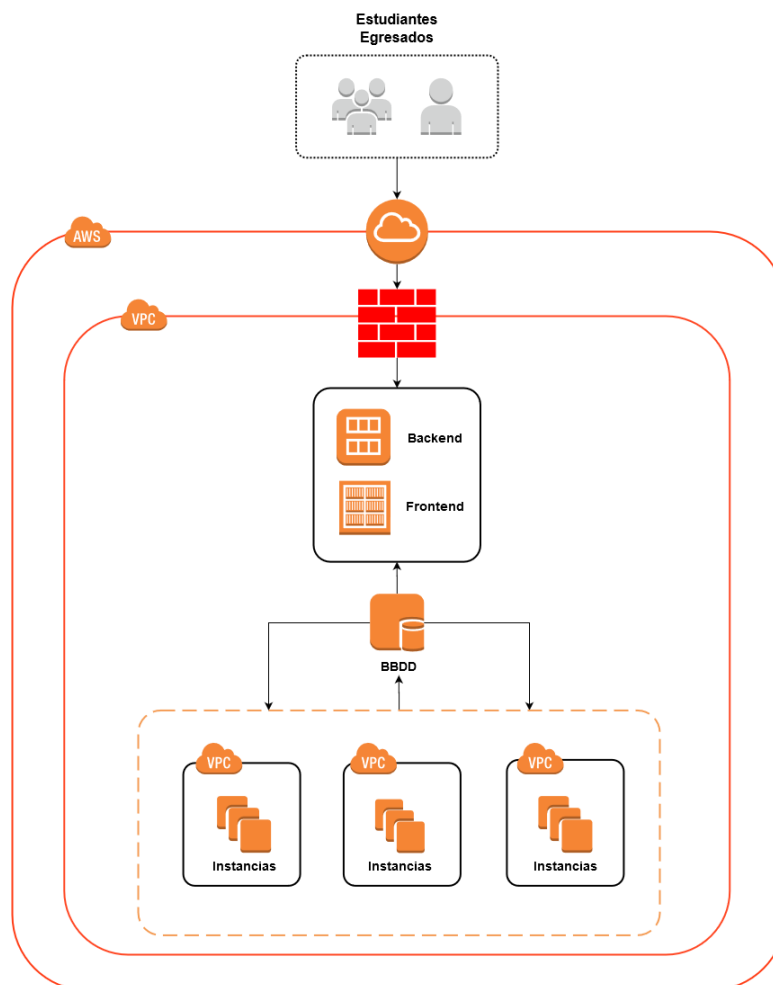 Estudiantes
Egresados
AWS
VPC
Backend
Frontend
BBDD
VPC
VPC
VPC
Instancias
Instancias
Instancias